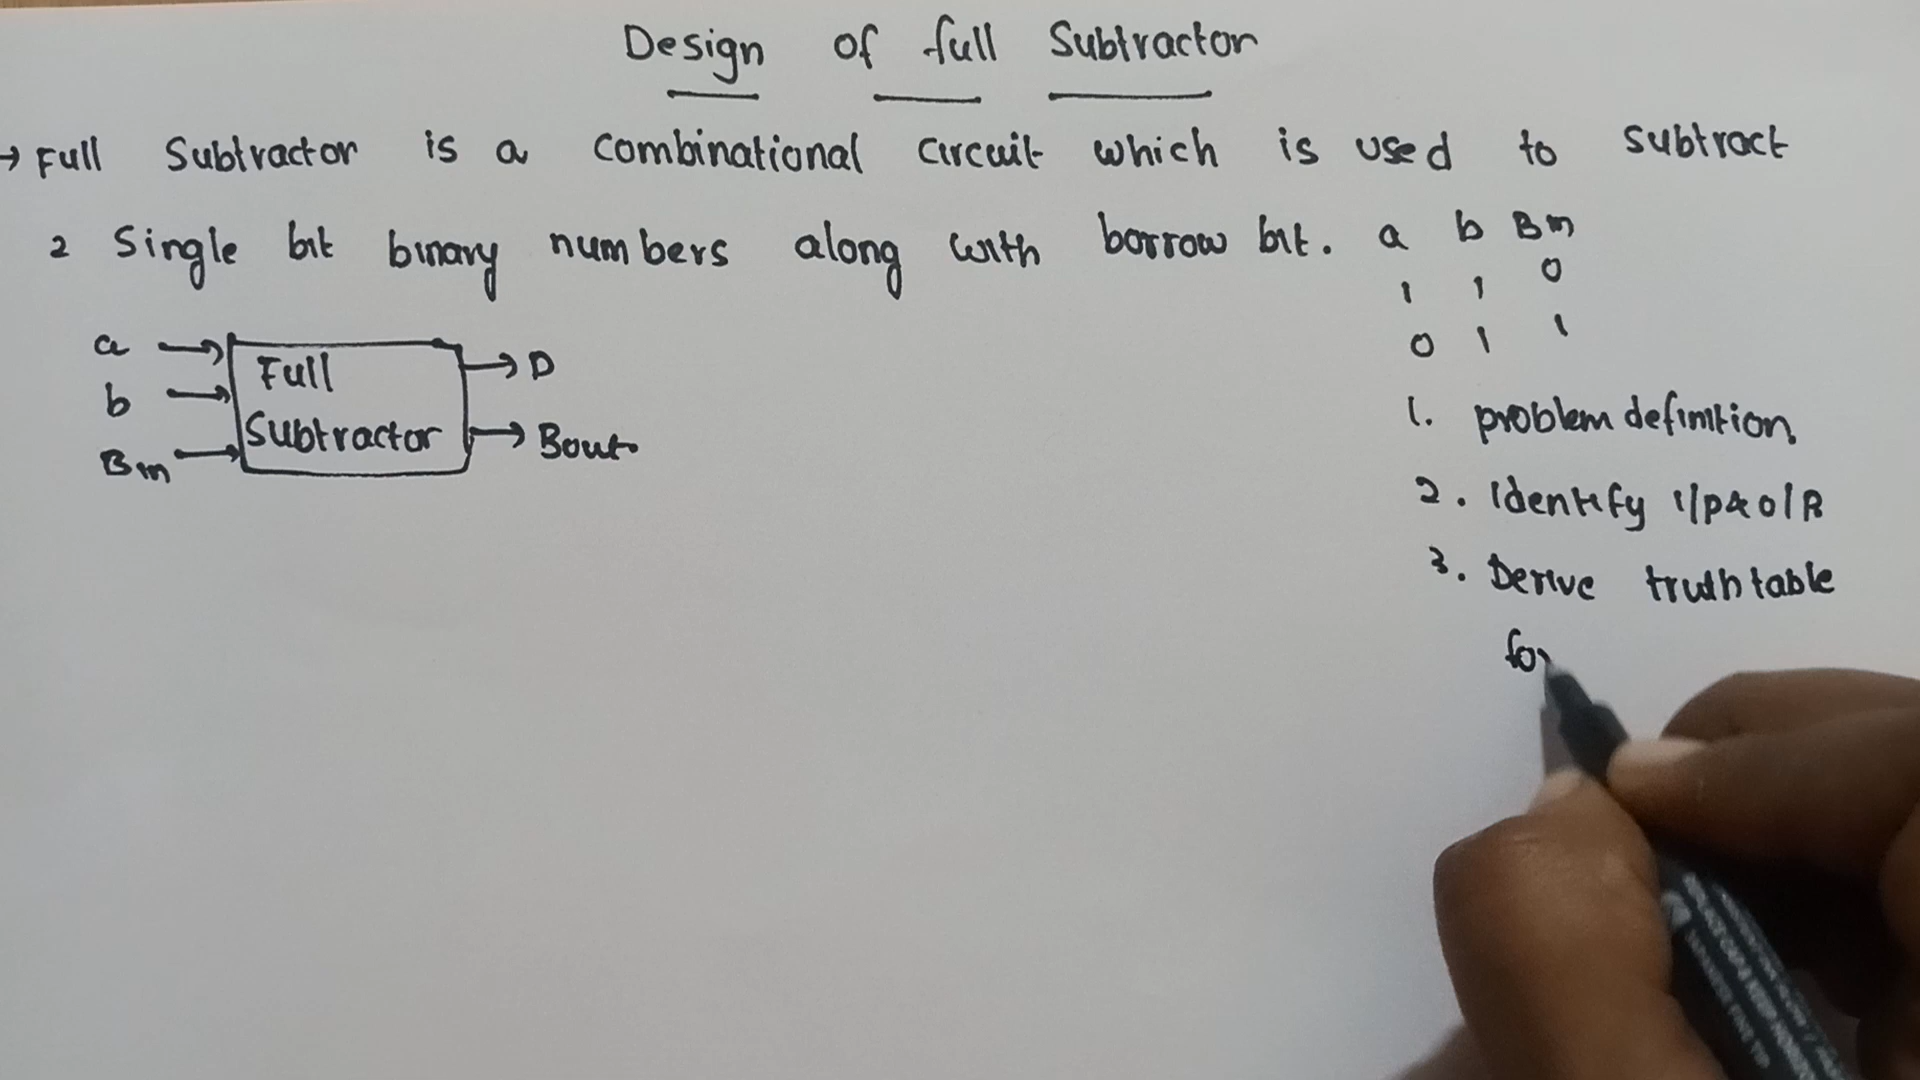 Design of full Subtractor
→ Full Subtractor is a combinational circuit which is used to subtract
2 Single bit binary numbers along with borrow bit.
a b Bin
1 1 0
0 1 1
a
b
Bin
Full
Subtractor
D
Bout
1. problem definition
2. Identify i/p & o/p
3. Derive truth table
for